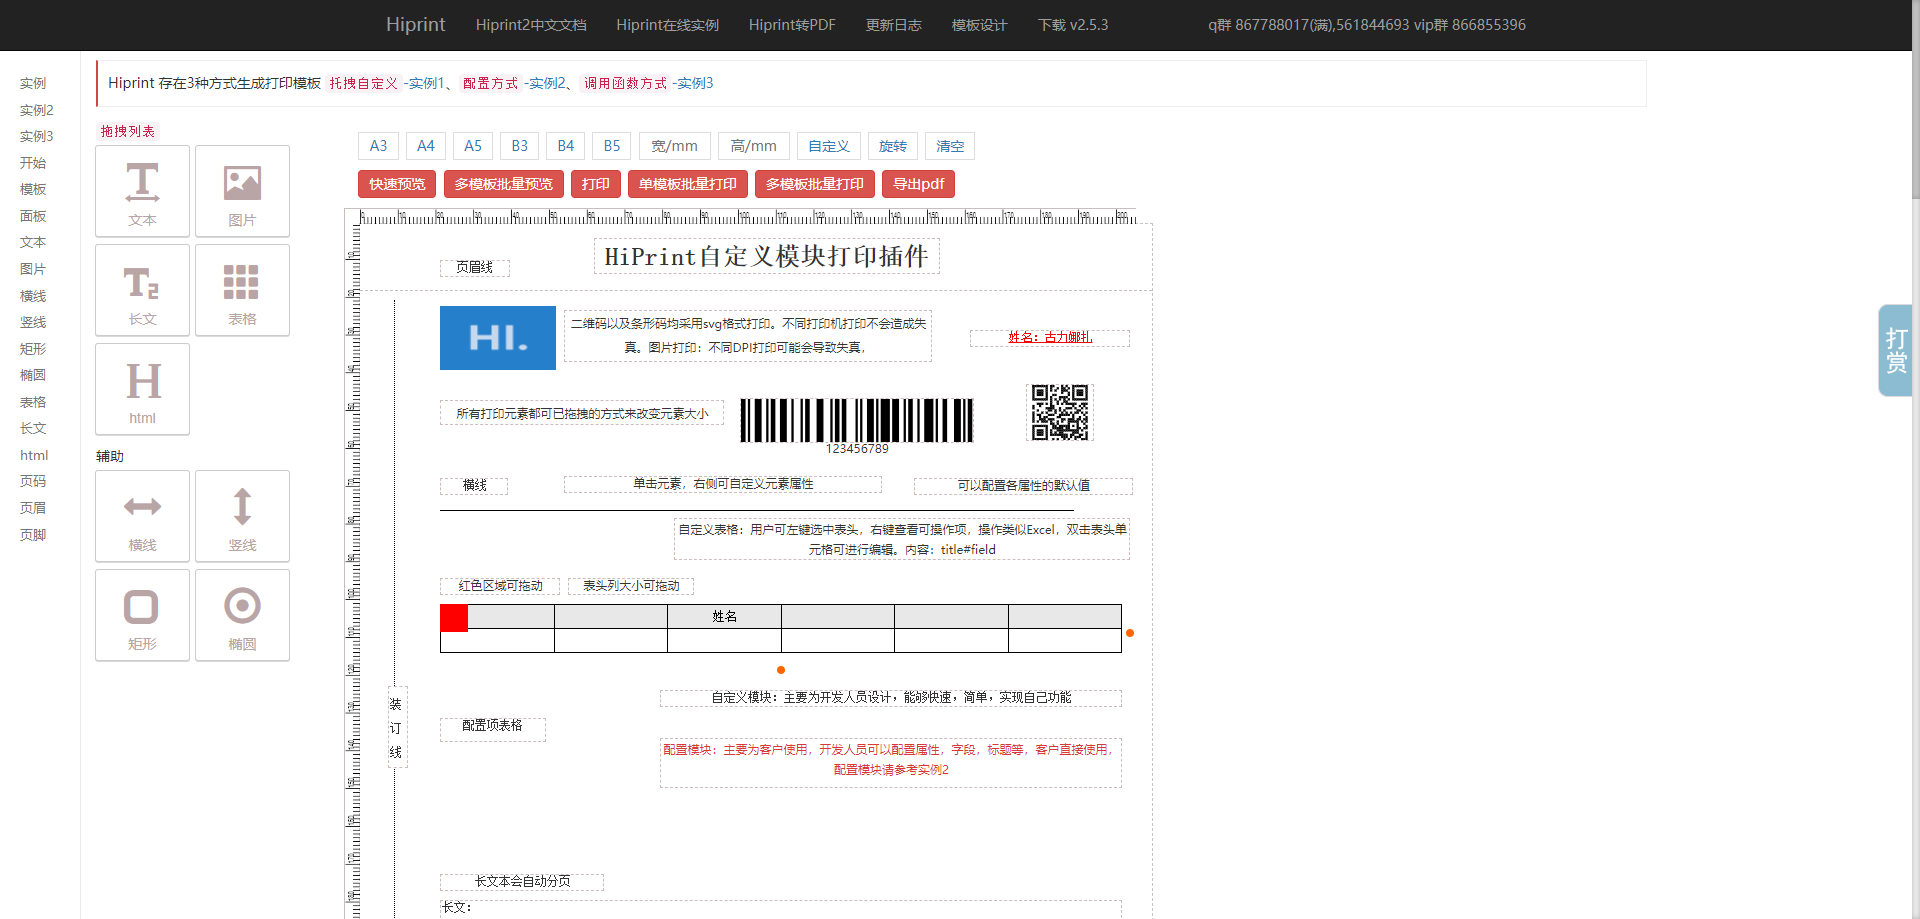 Hiprint Hiprint2中文文档 Hiprint在线实例 Hiprint转PDF 更新日志 模板设计 下载 v2.5.3 q群 867788017(满),561844693 vip群 866855396
实例
实例2
实例3
开始
模板
面板
文本
图片
横线
竖线
矩形
椭圆
表格
长文
html
页码
页眉
页脚
Hiprint 存在3种方式生成打印模板 托拽自定义-实例1、配置方式-实例2、调用函数方式-实例3
拖拽列表
文本 图片
长文 表格
html
辅助
横线 竖线
矩形 椭圆
A3 A4 A5 B3 B4 B5 宽/mm 高/mm 自定义 旋转 清空
快速预览 多模板批量预览 打印 单模板批量打印 多模板批量打印 导出pdf
0 10 20 30 40 50 60 70 80 90 100 110 120 130 140 150 160 170 180 190 200
HiPrint自定义模块打印插件
页眉线
HI.
二维码以及条形码均采用svg格式打印。不同打印机打印不会造成失
真。图片打印：不同DPI打印可能会导致失真，
姓名：古力娜扎
所有打印元素都可已拖拽的方式来改变元素大小
123456789
横线
单击元素，右侧可自定义元素属性
可以配置各属性的默认值
自定义表格：用户可左键选中表头，右键查看可操作项，操作类似Excel，双击表头单
元格可进行编辑。内容：title#field
红色区域可拖动
表头列大小可拖动
姓名
自定义模块：主要为开发人员设计，能够快速，简单，实现自己功能
装
订
线
配置项表格
配置模块：主要为客户使用，开发人员可以配置属性，字段，标题等，客户直接使用，
配置模块请参考实例2
长文本会自动分页
长文：
打
赏